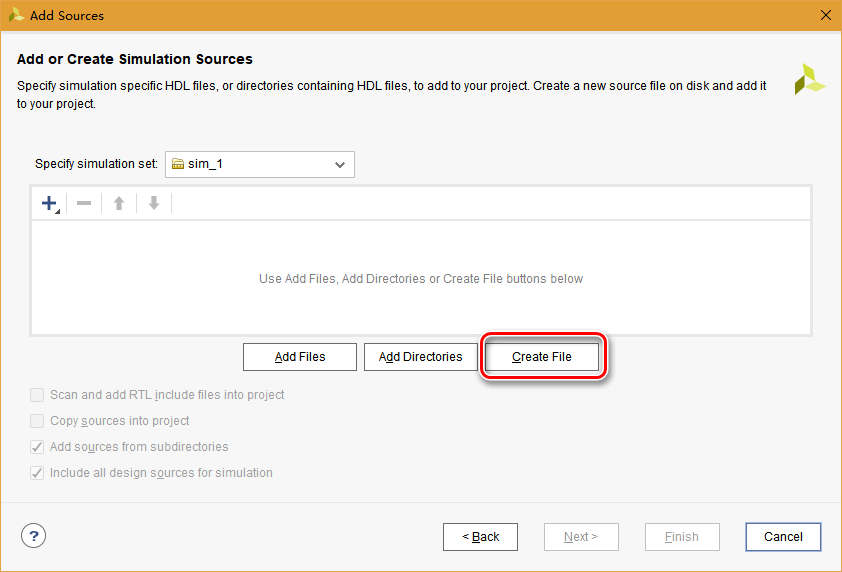 Add Sources
Add or Create Simulation Sources
Specify simulation specific HDL files, or directories containing HDL files, to add to your project. Create a new source file on disk and add it
to your project.
Specify simulation set: sim_1
Use Add Files, Add Directories or Create File buttons below
Add Files Add Directories Create File
Scan and add RTL include files into project
Copy sources into project
Add sources from subdirectories
Include all design sources for simulation
? < Back Next > Finish Cancel